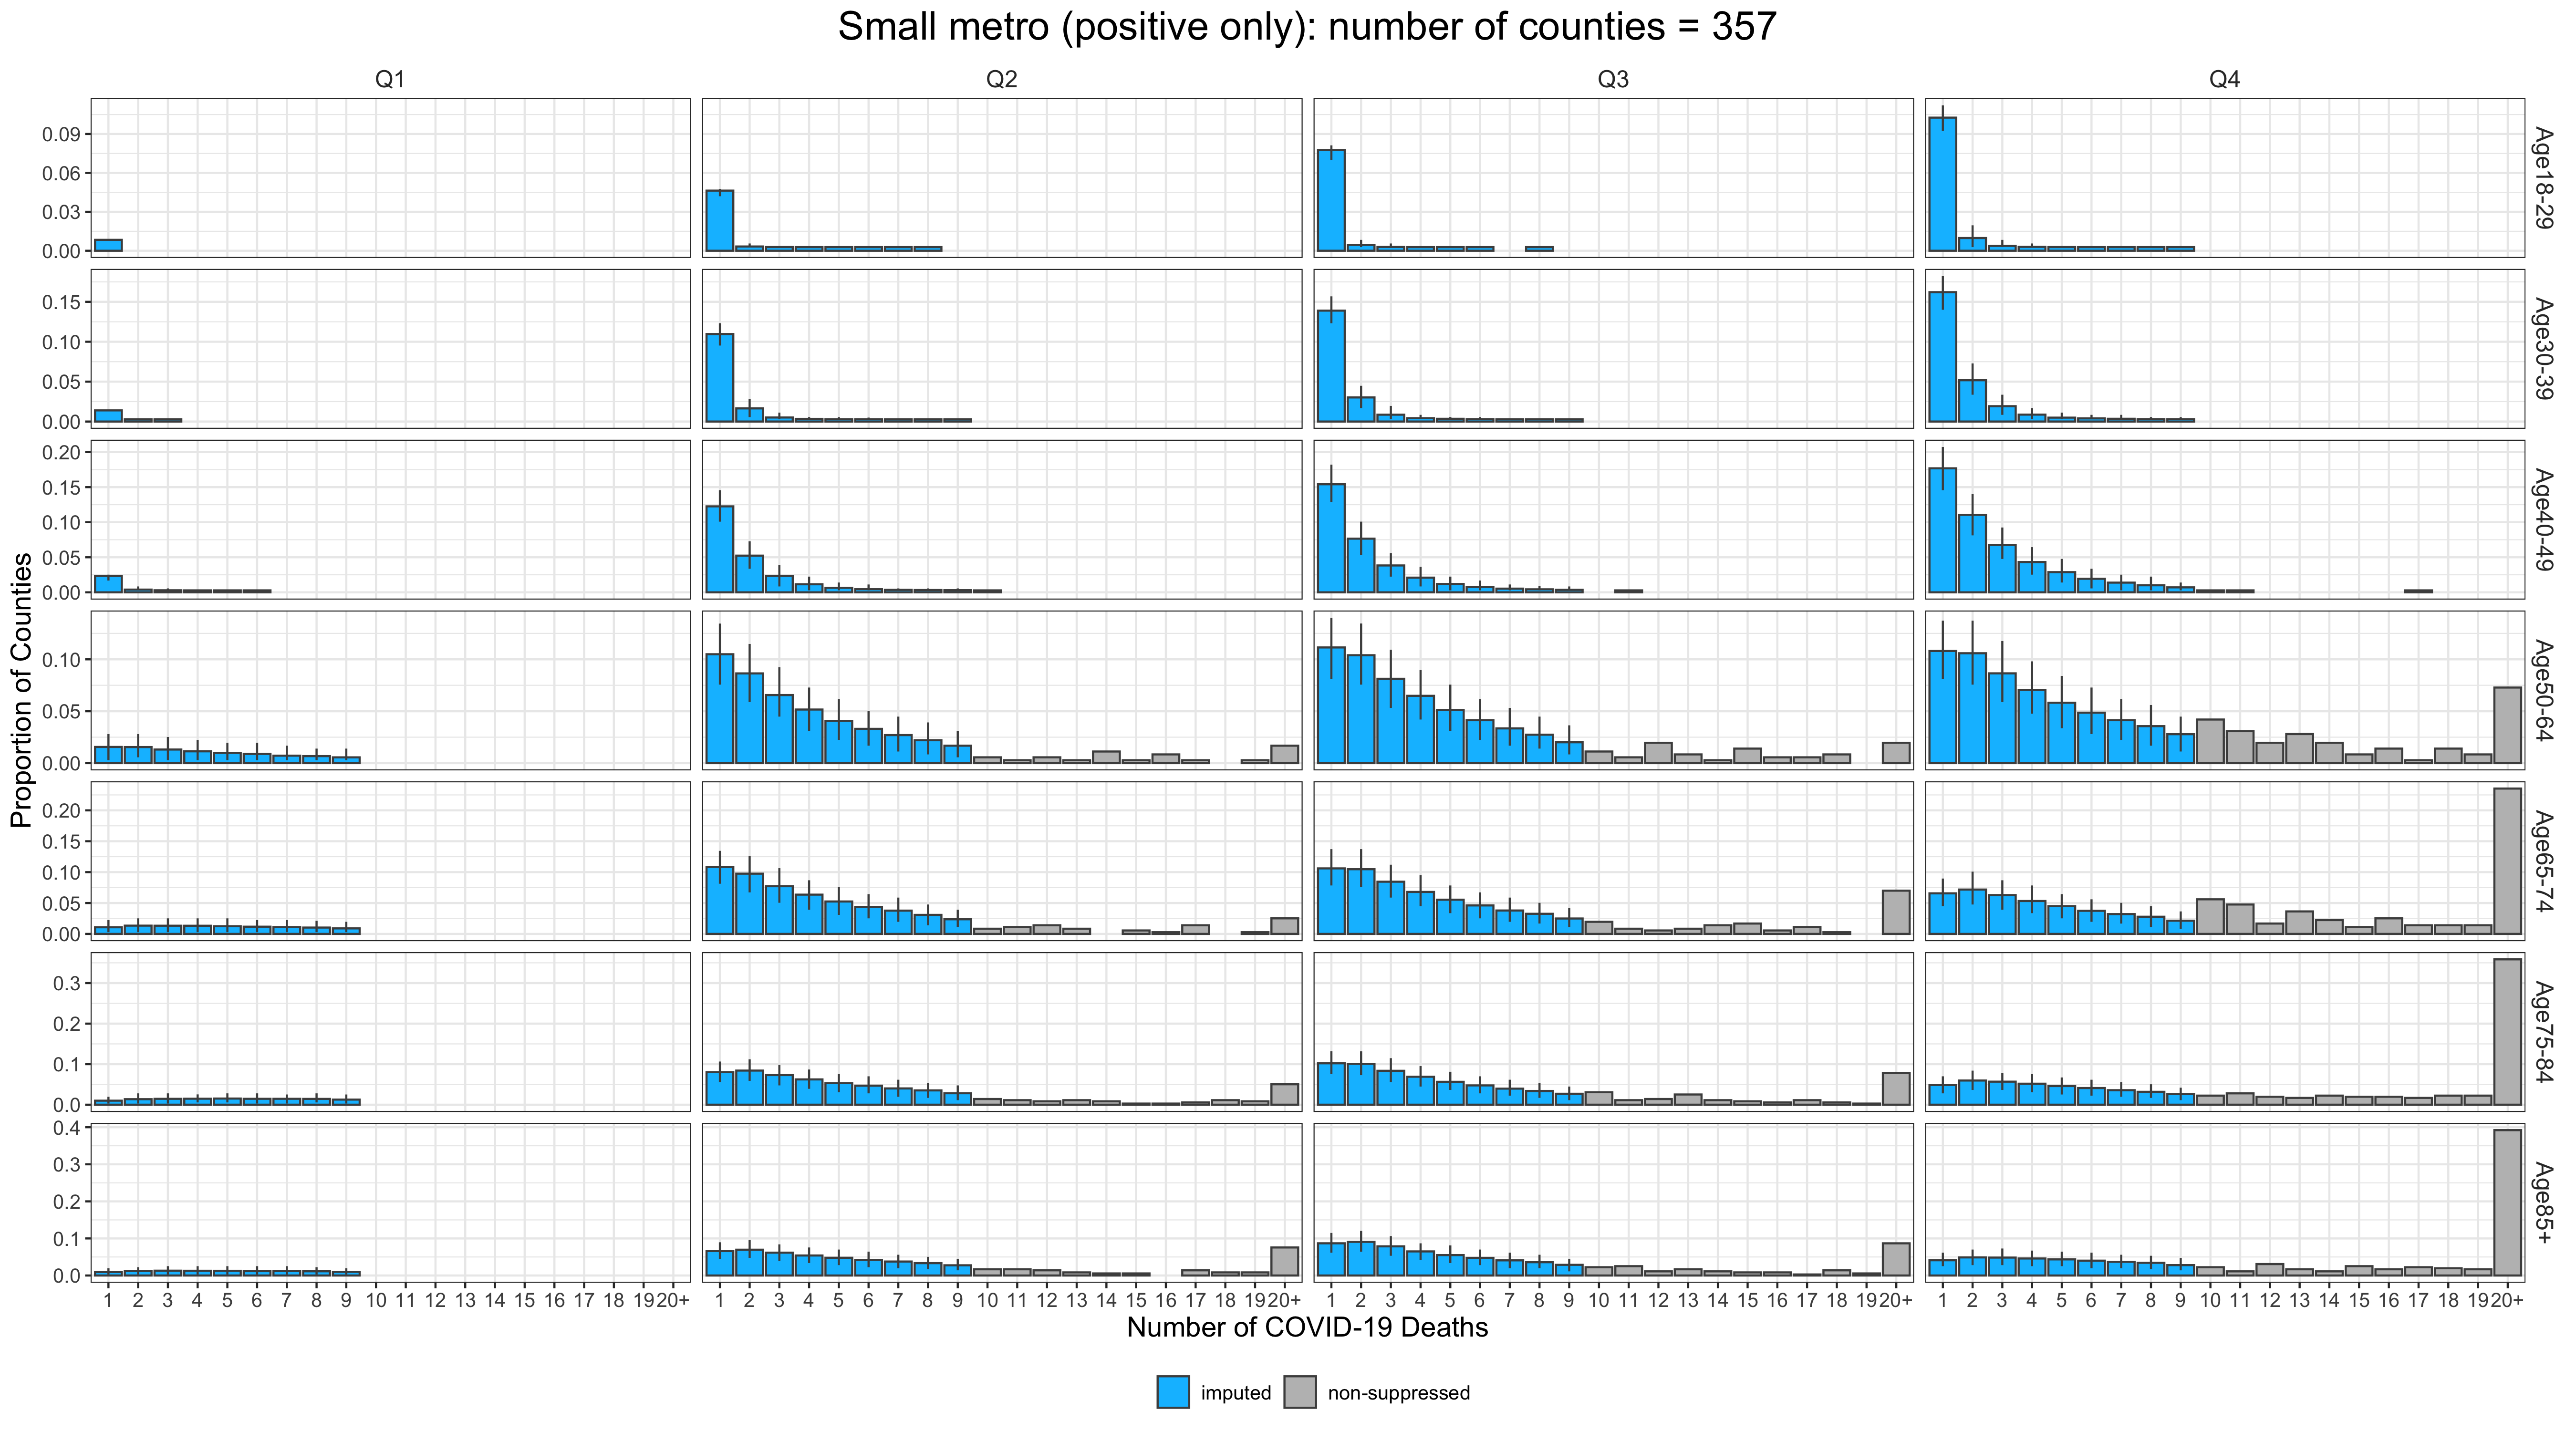 Small metro (positive only): number of counties = 357
Q1 Q2 Q3 Q4
Proportion of Counties
0.09
0.06
0.03
0.00
Age18-29
0.15
0.10
0.05
0.00
Age30-39
0.20
0.15
0.10
0.05
0.00
Age40-49
0.10
0.05
0.00
Age50-64
0.20
0.15
0.10
0.05
0.00
Age65-74
0.3
0.2
0.1
0.0
Age75-84
0.4
0.3
0.2
0.1
0.0
Age85+
1 2 3 4 5 6 7 8 9 10 11 12 13 14 15 16 17 18 19 20+ 1 2 3 4 5 6 7 8 9 10 11 12 13 14 15 16 17 18 19 20+ 1 2 3 4 5 6 7 8 9 10 11 12 13 14 15 16 17 18 19 20+ 1 2 3 4 5 6 7 8 9 10 11 12 13 14 15 16 17 18 19 20+
Number of COVID-19 Deaths
imputed non-suppressed